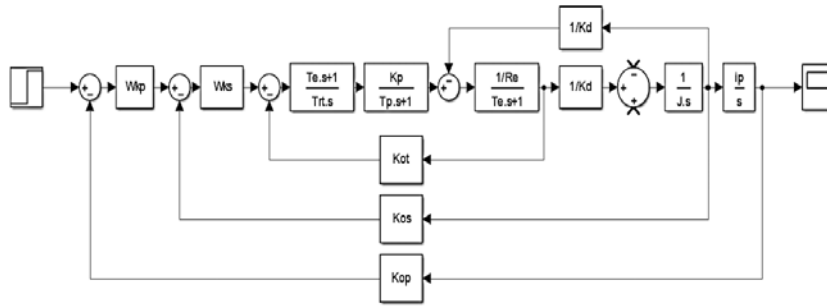 1/Kd
Wkp
Wks
Te.s+1
Trt.s
Kp
Tp.s+1
1/Re
Te.s+1
1/Kd
1
J.s
ip
s
Kot
Kos
Kop